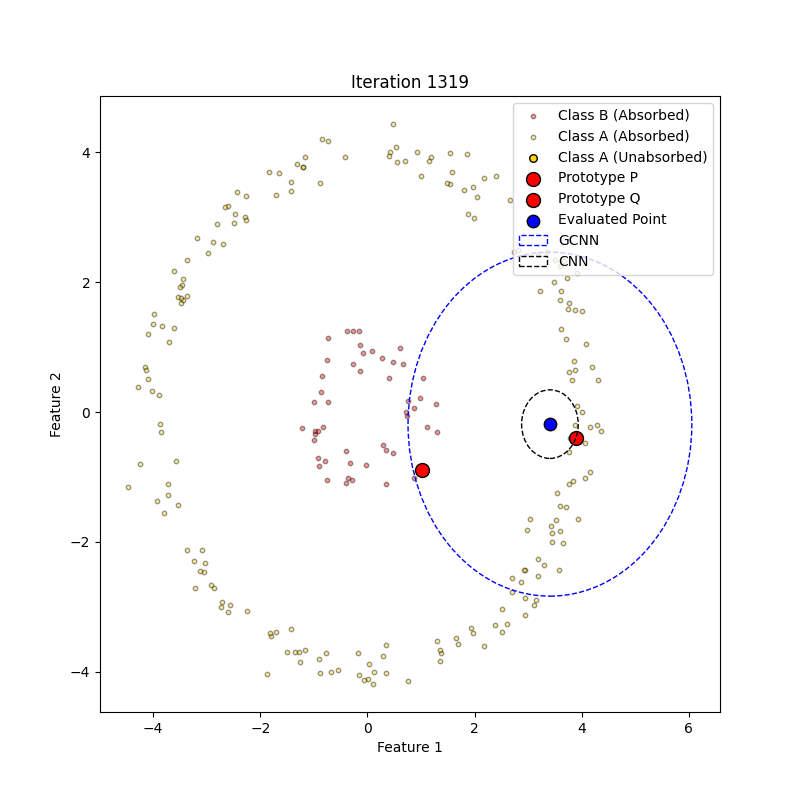 Iteration 1319
Class B (Absorbed)
Class A (Absorbed)
Class A (Unabsorbed)
Prototype P
Prototype Q
Evaluated Point
GCNN
CNN
4
2
0
−2
−4
Feature 2
−4
−2
0
2
4
6
Feature 1